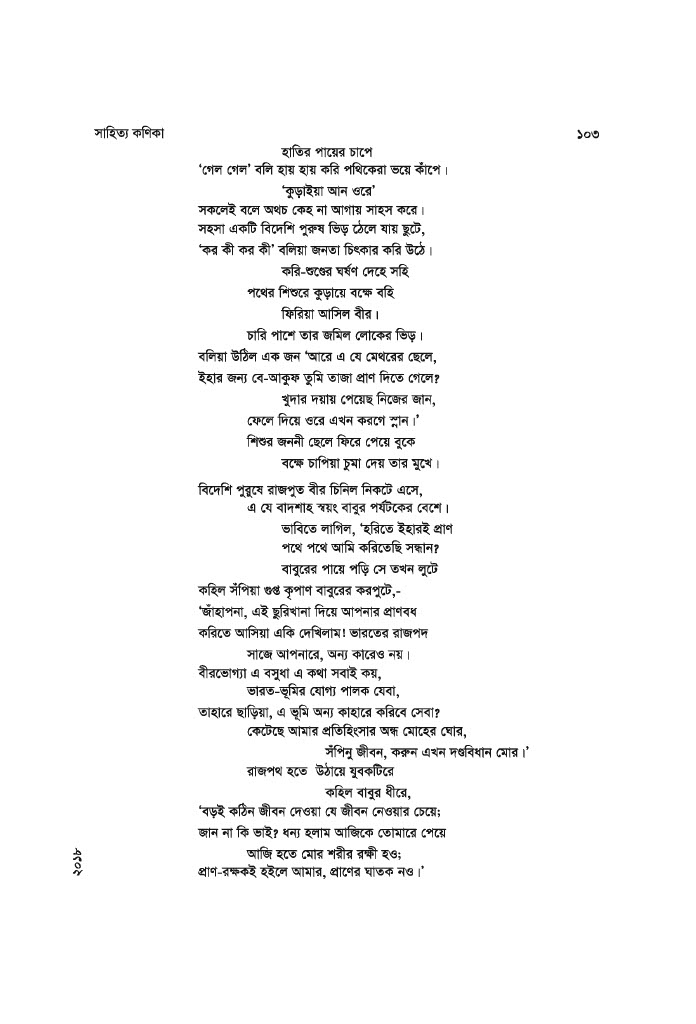 সাহিত্য কণিকা ১০৩
হাতির পায়ের চাপে
‘গেল গেল’ বলি হায় হায় করি পথিকেরা ভয়ে কাঁপে।
‘কুড়াইয়া আন ওরে’
সকলেই বলে অথচ কেহ না আগায় সাহস করে।
সহসা একটি বিদেশি পুরুষ ভিড় ঠেলে যায় ছুটে,
‘কর কী কর কী’ বলিয়া জনতা চিৎকার করি উঠে।
করি-শুণ্ডের ঘর্ষণ দেহে সহি
পথের শিশুরে কুড়ায়ে বক্ষে বহি
ফিরিয়া আসিল বীর।
চারি পাশে তার জমিল লোকের ভিড়।
বলিয়া উঠিল এক জন ‘আরে এ যে মেথরের ছেলে,
ইহার জন্য বে-আকুফ তুমি তাজা প্রাণ দিতে গেলে?
খুদার দয়ায় পেয়েছ নিজের জান,
ফেলে দিয়ে ওরে এখন করগে স্নান।’
শিশুর জননী ছেলে ফিরে পেয়ে বুকে
বক্ষে চাপিয়া চুমা দেয় তার মুখে।
বিদেশি পুরুষে রাজপুত বীর চিনিল নিকটে এসে,
এ যে বাদশাহ স্বয়ং বাবুর পর্যটকের বেশে।
ভাবিতে লাগিল, ‘হরিতে ইহারই প্রাণ
পথে পথে আমি করিতেছি সন্ধান?
বাবুরের পায়ে পড়ি সে তখন লুটে
কহিল সঁপিয়া গুপ্ত কৃপাণ বাবুরের করপুটে,-
‘জাঁহাপনা, এই ছুরিখানা দিয়ে আপনার প্রাণবধ
করিতে আসিয়া একি দেখিলাম! ভারতের রাজপদ
সাজে আপনারে, অন্য কারেও নয়।
বীরভোগ্যা এ বসুধা এ কথা সবাই কয়,
ভারত-ভূমির যোগ্য পালক যেবা,
তাহারে ছাড়িয়া, এ ভূমি অন্য কাহারে করিবে সেবা?
কেটেছে আমার প্রতিহিংসার অন্ধ মোহের ঘোর,
সঁপিনু জীবন, করুন এখন দণ্ডবিধান মোর।’
রাজপথ হতে উঠায়ে যুবকটিরে
কহিল বাবুর ধীরে,
‘বড়ই কঠিন জীবন দেওয়া যে জীবন নেওয়ার চেয়ে;
জান না কি ভাই? ধন্য হলাম আজিকে তোমারে পেয়ে
আজি হতে মোর শরীর রক্ষী হও;
প্রাণ-রক্ষকই হইলে আমার, প্রাণের ঘাতক নও।’
২০১৮